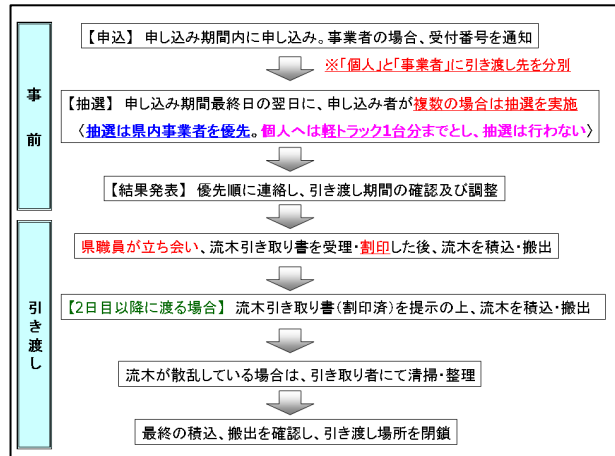 事前
【申込】 申し込み期間内に申し込み。事業者の場合、受付番号を通知
※「個人」と「事業者」に引き渡し先を分別
【抽選】 申し込み期間最終日の翌日に、申し込み者が複数の場合は抽選を実施
〈抽選は県内事業者を優先。個人へは軽トラック1台分までとし、抽選は行わない〉
【結果発表】 優先順に連絡し、引き渡し期間の確認及び調整
引き渡し
県職員が立ち会い、流木引き取り書を受理・割印した後、流木を積込・搬出
【2日目以降に渡る場合】 流木引き取り書(割印済)を提示の上、流木を積込・搬出
流木が散乱している場合は、引き取り者にて清掃・整理
最終の積込、搬出を確認し、引き渡し場所を閉鎖